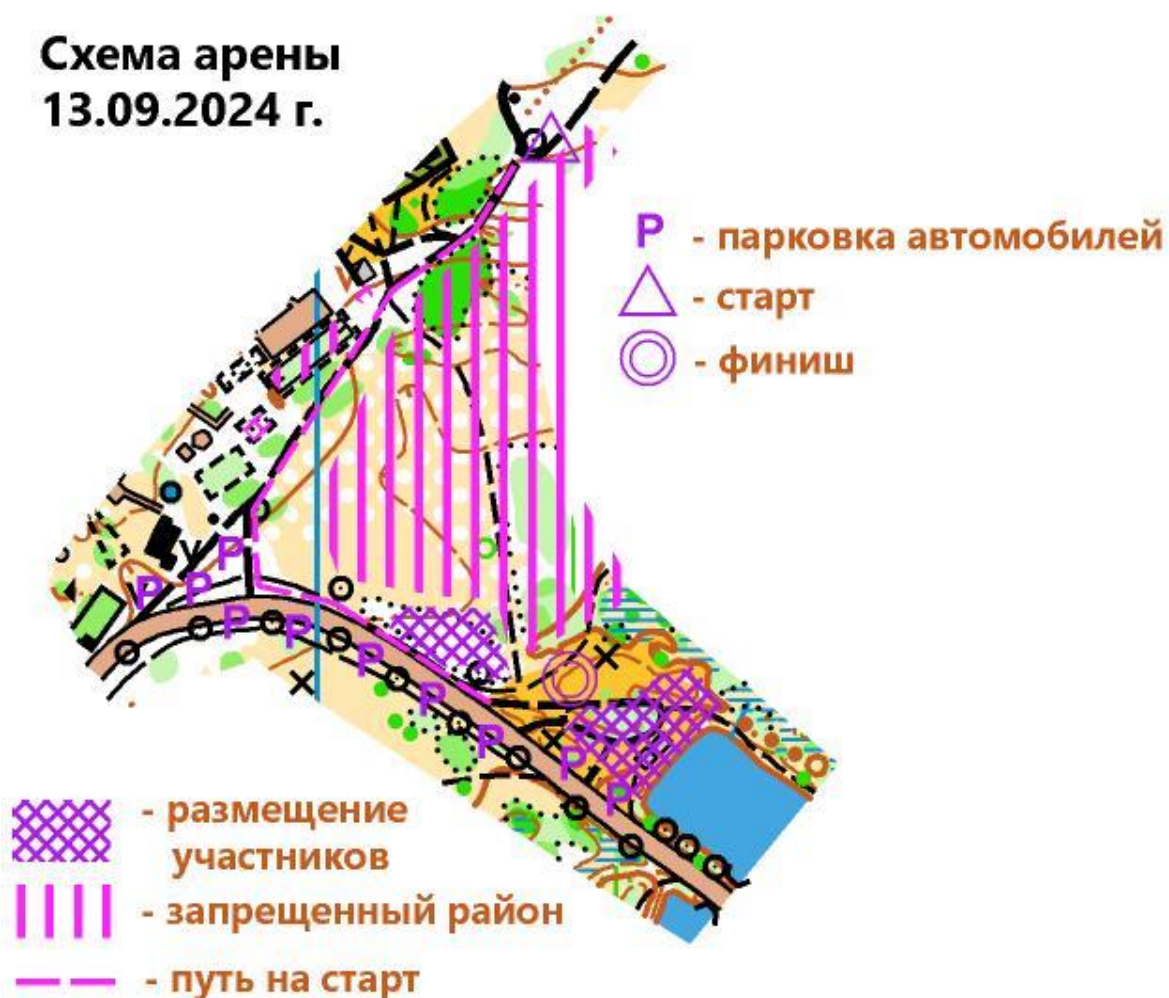 Схема арены
13.09.2024 г.
P - парковка автомобилей
- старт
- финиш
P
P
P
P
P
P
P
P
P
P
- размещение
участников
- запрещенный район
- путь на старт